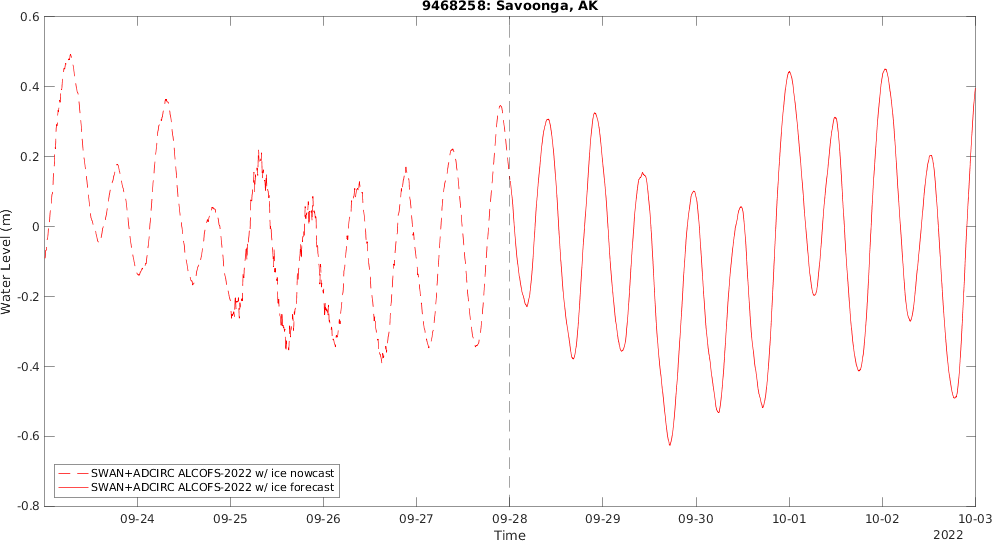 9468258: Savoonga, AK
0.6
0.4
0.2
0
-0.2
-0.4
-0.6
-0.8
Water Level (m)
SWAN+ADCIRC ALCOFS-2022 w/ ice nowcast
SWAN+ADCIRC ALCOFS-2022 w/ ice forecast
09-24 09-25 09-26 09-27 09-28 09-29 09-30 10-01 10-02 10-03
Time
2022